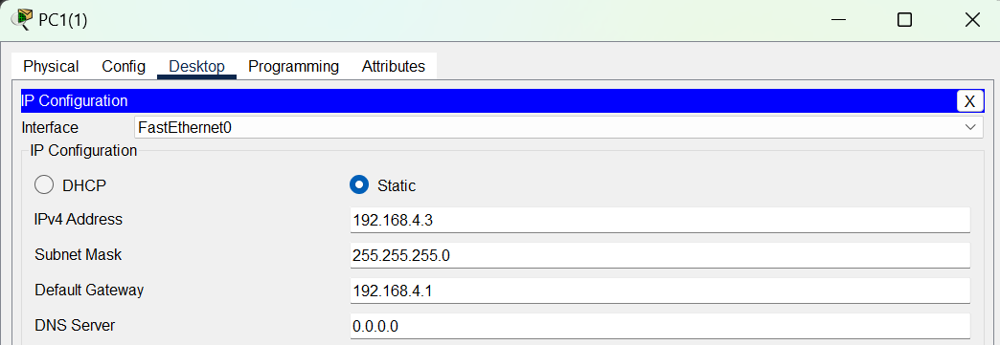 PC1(1)
Physical Config Desktop Programming Attributes
IP Configuration X
Interface FastEthernet0
IP Configuration
DHCP Static
IPv4 Address 192.168.4.3
Subnet Mask 255.255.255.0
Default Gateway 192.168.4.1
DNS Server 0.0.0.0